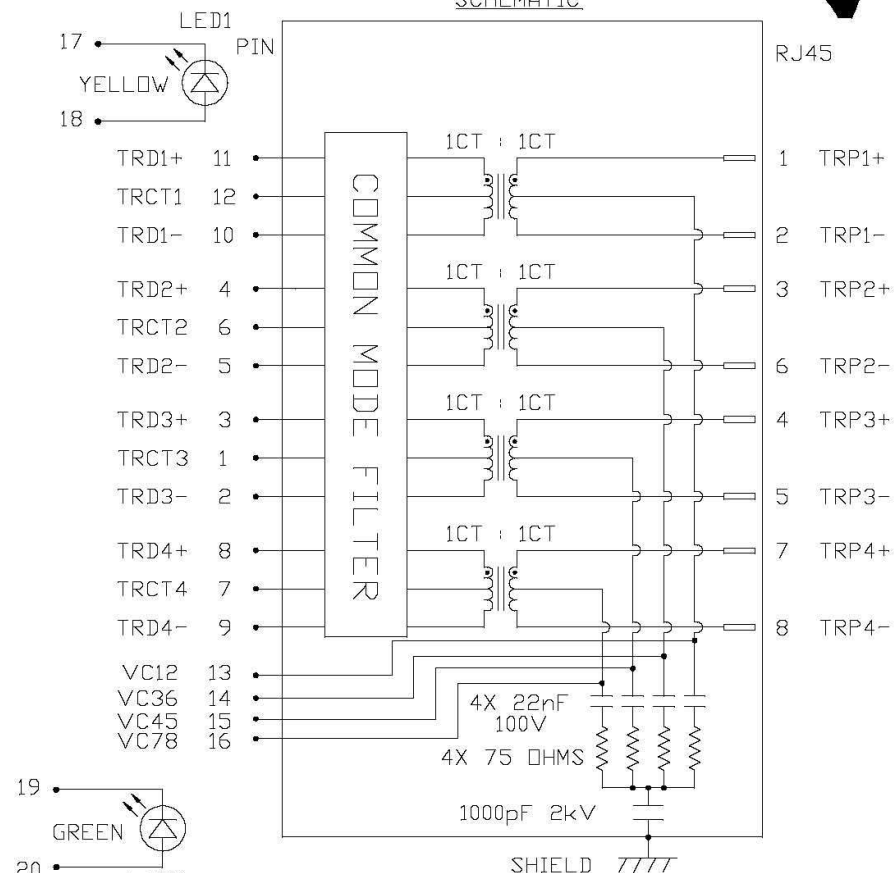 SCHEMATIC
LED1
17
PIN
RJ45
YELLOW
18
1CT : 1CT
TRD1+ 11
1 TRP1+
TRCT1 12
TRD1- 10
2 TRP1-
1CT : 1CT
TRD2+ 4
3 TRP2+
TRCT2 6
TRD2- 5
6 TRP2-
COMMON MODE FILTER
1CT : 1CT
TRD3+ 3
4 TRP3+
TRCT3 1
TRD3- 2
5 TRP3-
1CT : 1CT
TRD4+ 8
7 TRP4+
TRCT4 7
TRD4- 9
8 TRP4-
VC12 13
VC36 14
VC45 15
VC78 16
4X 22nF
100V
4X 75 OHMS
19
1000pF 2kV
GREEN
20
SHIELD